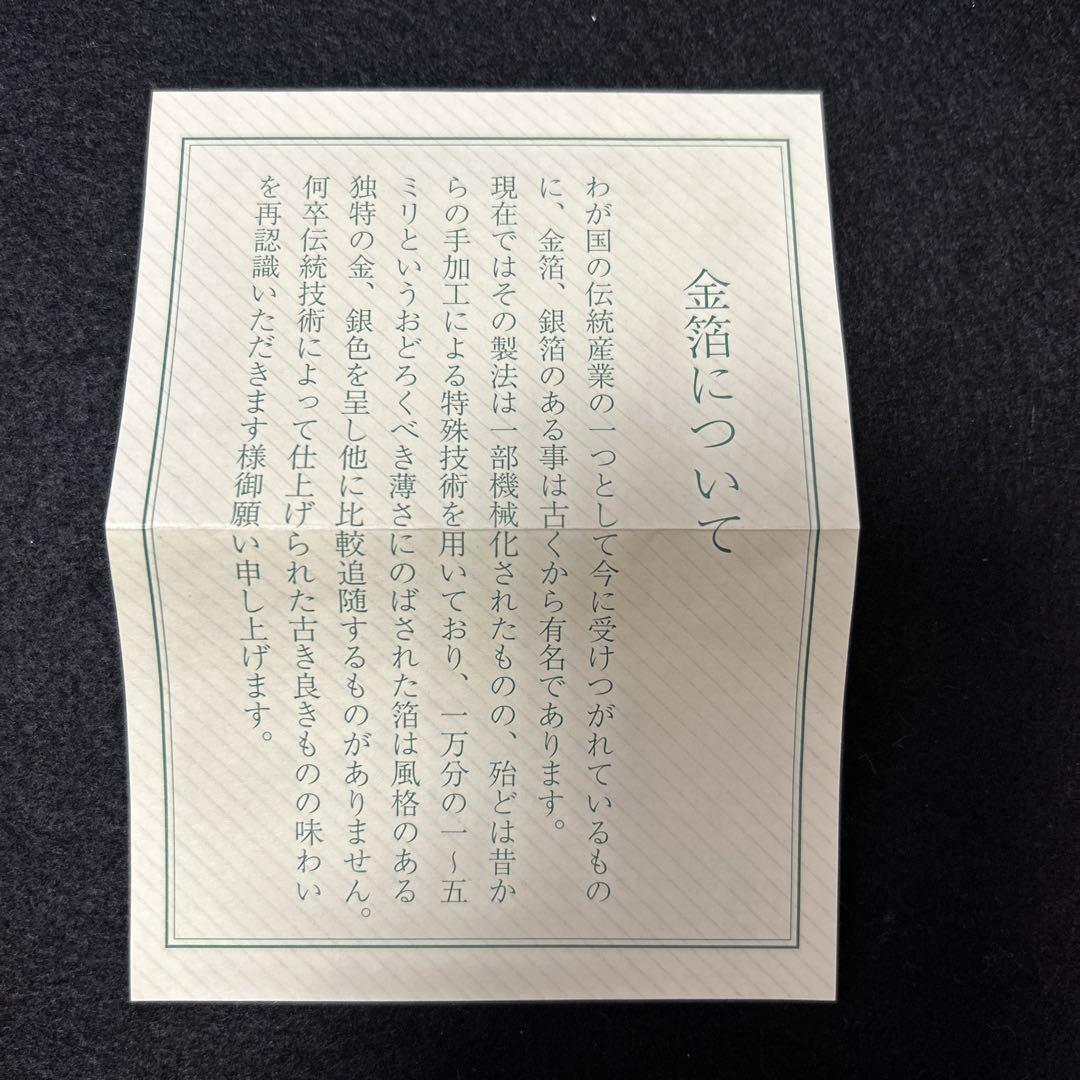 金箔について
わが国の伝統産業の一つとして今に受けつがれているもの
に、金箔、銀箔のある事は古くから有名であります。
現在ではその製法は一部機械化されたものの、殆どは昔か
らの手加工による特殊技術を用いており、一万分の一～五
ミリというおどろくべき薄さにのばされた箔は風格のある
独特の金、銀色を呈し他に比較追随するものがありません。
何卒伝統技術によって仕上げられた古き良きものの味わい
を再認識いただきます様御願い申し上げます。